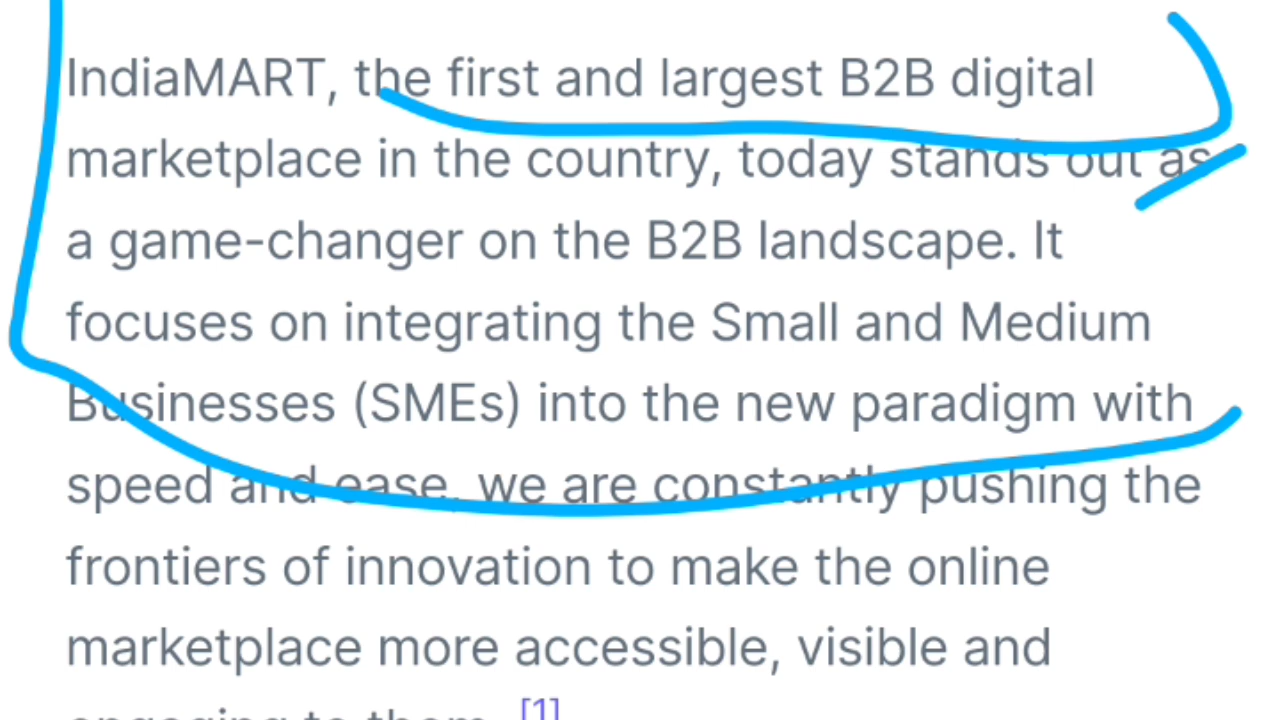 IndiaMART, the first and largest B2B digital
marketplace in the country, today stands out as
a game-changer on the B2B landscape. It
focuses on integrating the Small and Medium
Businesses (SMEs) into the new paradigm with
speed and ease, we are constantly pushing the
frontiers of innovation to make the online
marketplace more accessible, visible and
engaging to them. [1]